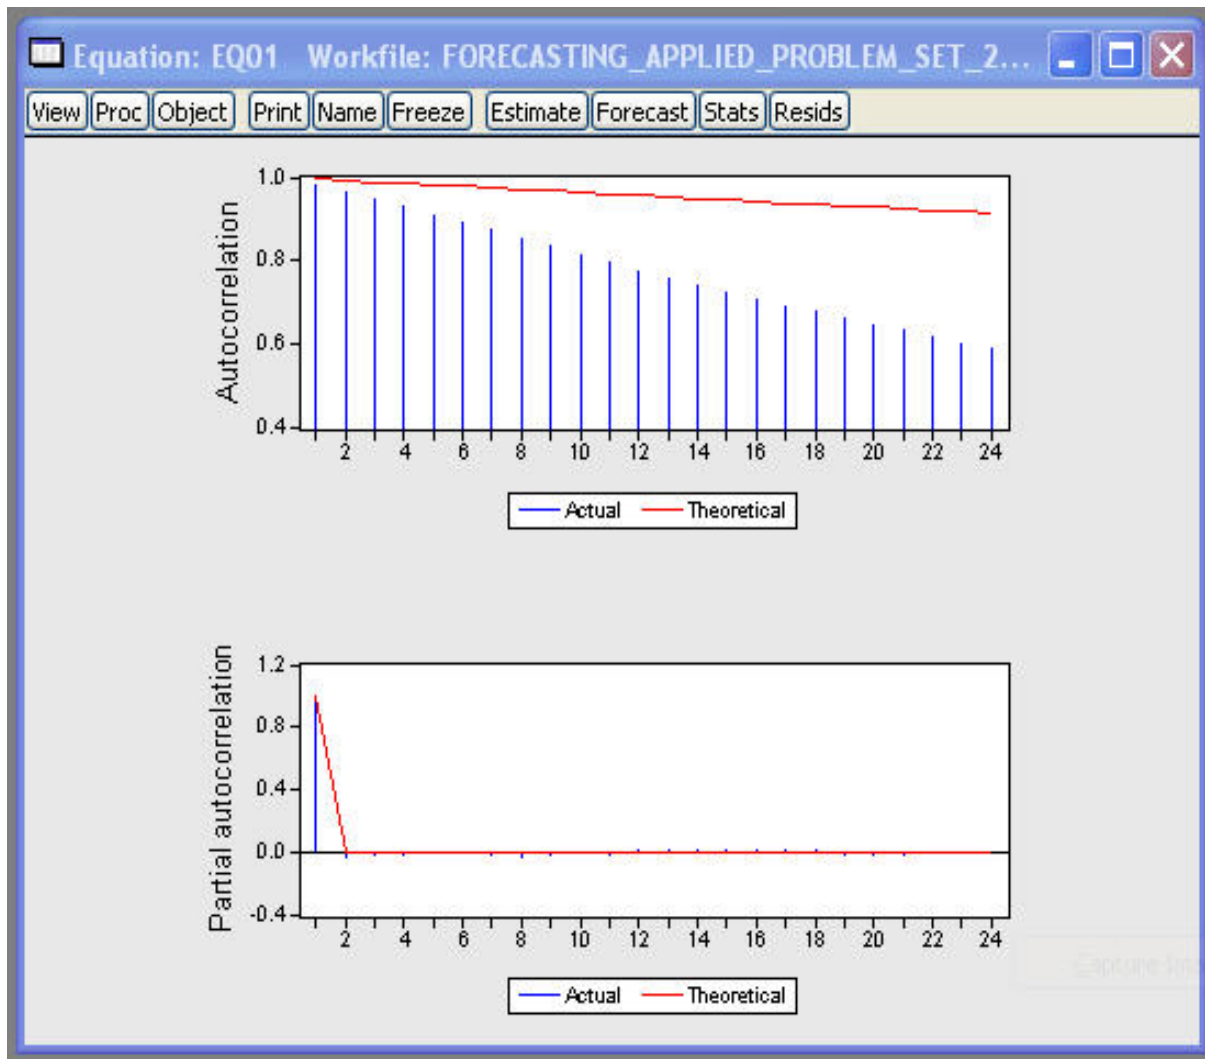 Equation: EQ01 Workfile: FORECASTING_APPLIED_PROBLEM_SET_2...
View Proc Object Print Name Freeze Estimate Forecast Stats Resids
Autocorrelation
1.0
0.8
0.6
0.4
2 4 6 8 10 12 14 16 18 20 22 24
Actual Theoretical
Partial autocorrelation
1.2
0.8
0.4
0.0
-0.4
2 4 6 8 10 12 14 16 18 20 22 24
Actual Theoretical